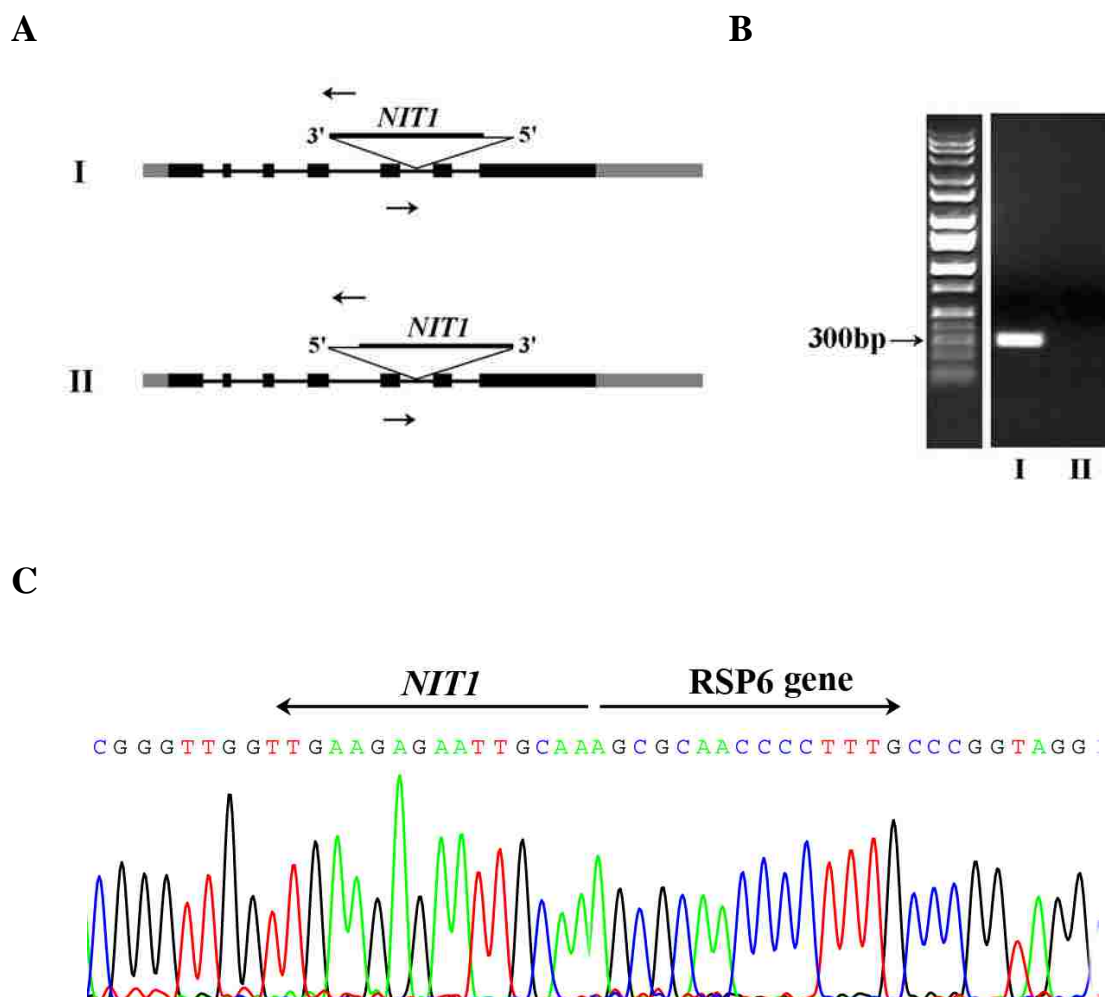 A
B
NIT1
3'
5'
I
NIT1
5'
3'
II
300bp
I II
C
NIT1
RSP6 gene
CGGGTTGGTTGAAGAGAATTGCAAAGCGCAACCCCTTTGCCCGGTAGG